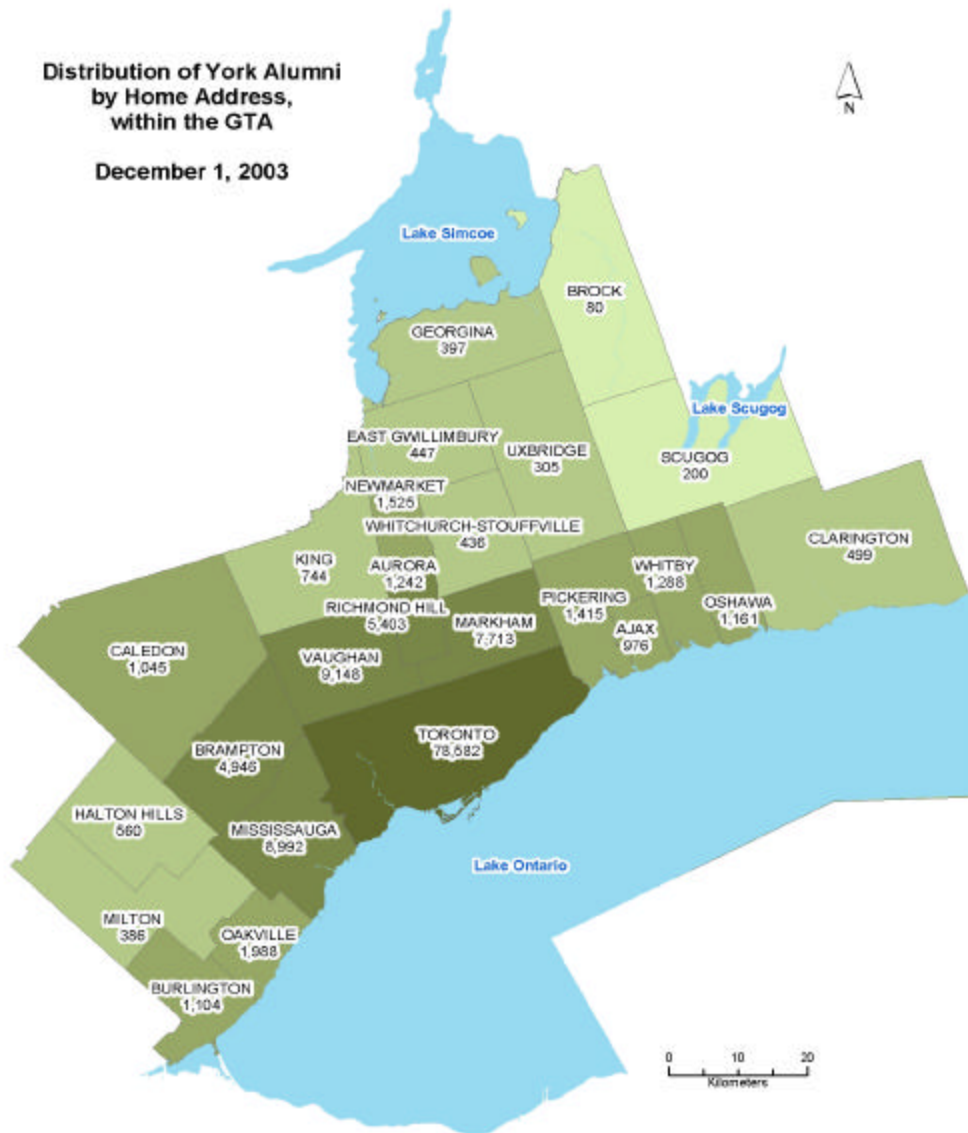 Distribution of York Alumni
by Home Address,
within the GTA
December 1, 2003
N
Lake Simcoe
BROCK
80
GEORGINA
397
Lake Scugog
EAST GWILLIMBURY
447
UXBRIDGE
305
SCUGOG
200
NEWMARKET
1,525
WHITCHURCH-STOUFFVILLE
436
CLARINGTON
499
KING
744
AURORA
1,242
WHITBY
1,288
PICKERING
1,415
OSHAWA
1,161
RICHMOND HILL
5,403
MARKHAM
7,713
AJAX
976
CALEDON
1,045
VAUGHAN
9,148
TORONTO
78,582
BRAMPTON
4,946
HALTON HILLS
560
MISSISSAUGA
8,992
Lake Ontario
MILTON
386
OAKVILLE
1,988
BURLINGTON
1,104
0 10 20
Kilometers